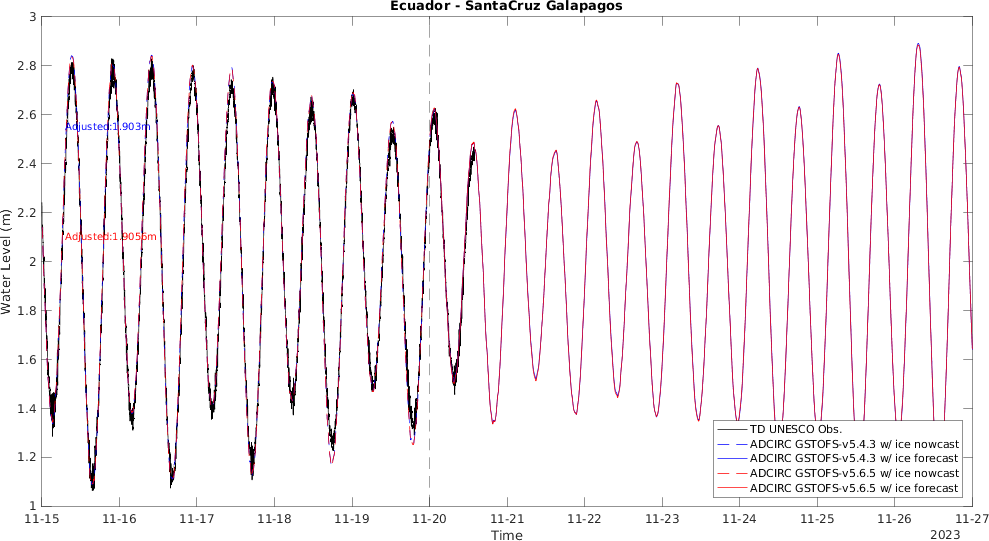 Ecuador - SantaCruz Galapagos
3
2.8
2.6
2.4
2.2
2
1.8
1.6
1.4
1.2
1
Water Level (m)
Adjusted:1.903m
Adjusted:1.9056m
TD UNESCO Obs.
ADCIRC GSTOFS-v5.4.3 w/ ice nowcast
ADCIRC GSTOFS-v5.4.3 w/ ice forecast
ADCIRC GSTOFS-v5.6.5 w/ ice nowcast
ADCIRC GSTOFS-v5.6.5 w/ ice forecast
11-15 11-16 11-17 11-18 11-19 11-20 11-21 11-22 11-23 11-24 11-25 11-26 11-27
Time
2023